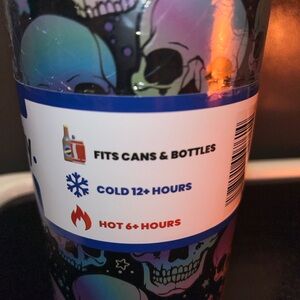 FITS CANS & BOTTLES
COLD 12+ HOURS
HOT 6+ HOURS